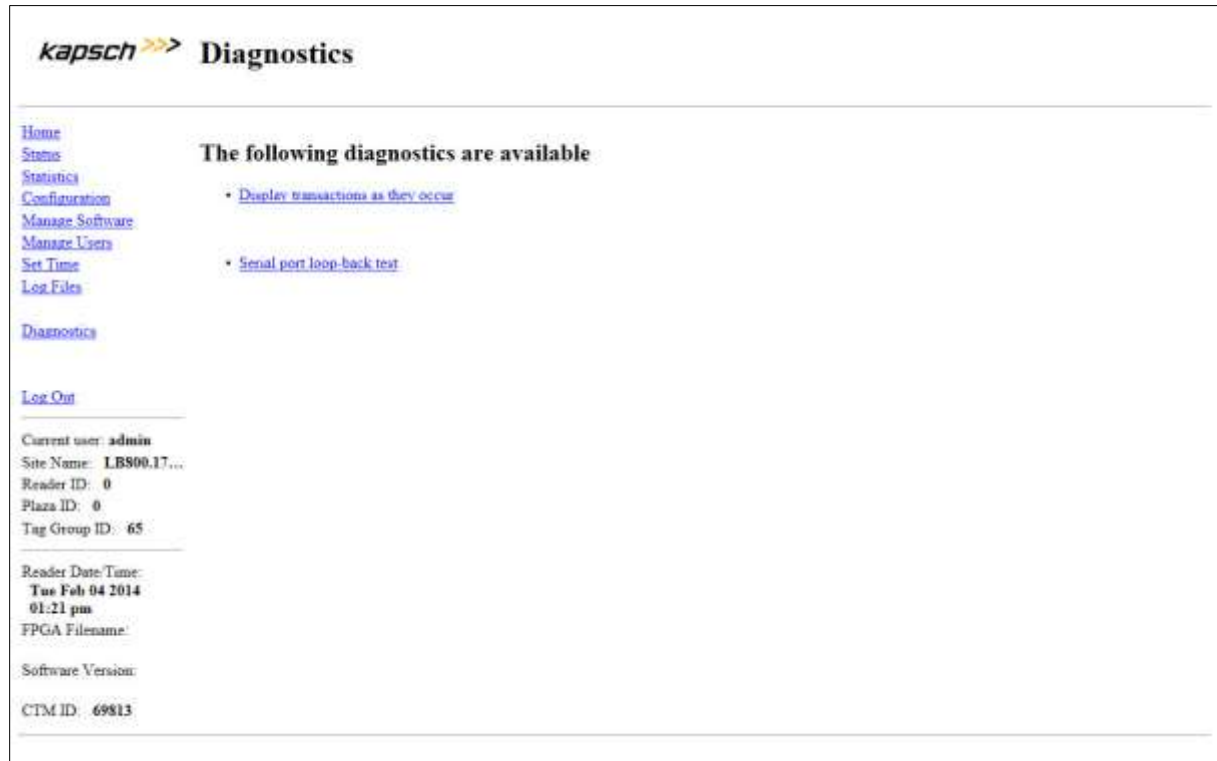 kapsch >>> Diagnostics
Home
Status
Statistics
Configuration
Manage Software
Manage Users
Set Time
Log Files
Diagnostics
Log Out
Current user: admin
Site Name: LB800.17...
Reader ID: 0
Plaza ID: 0
Tag Group ID: 65
Reader Date/Time:
Tue Feb 04 2014
01:21 pm
FPGA Filename:
Software Version:
CTM ID: 69813
The following diagnostics are available
• Display transactions as they occur
• Serial port loop-back test